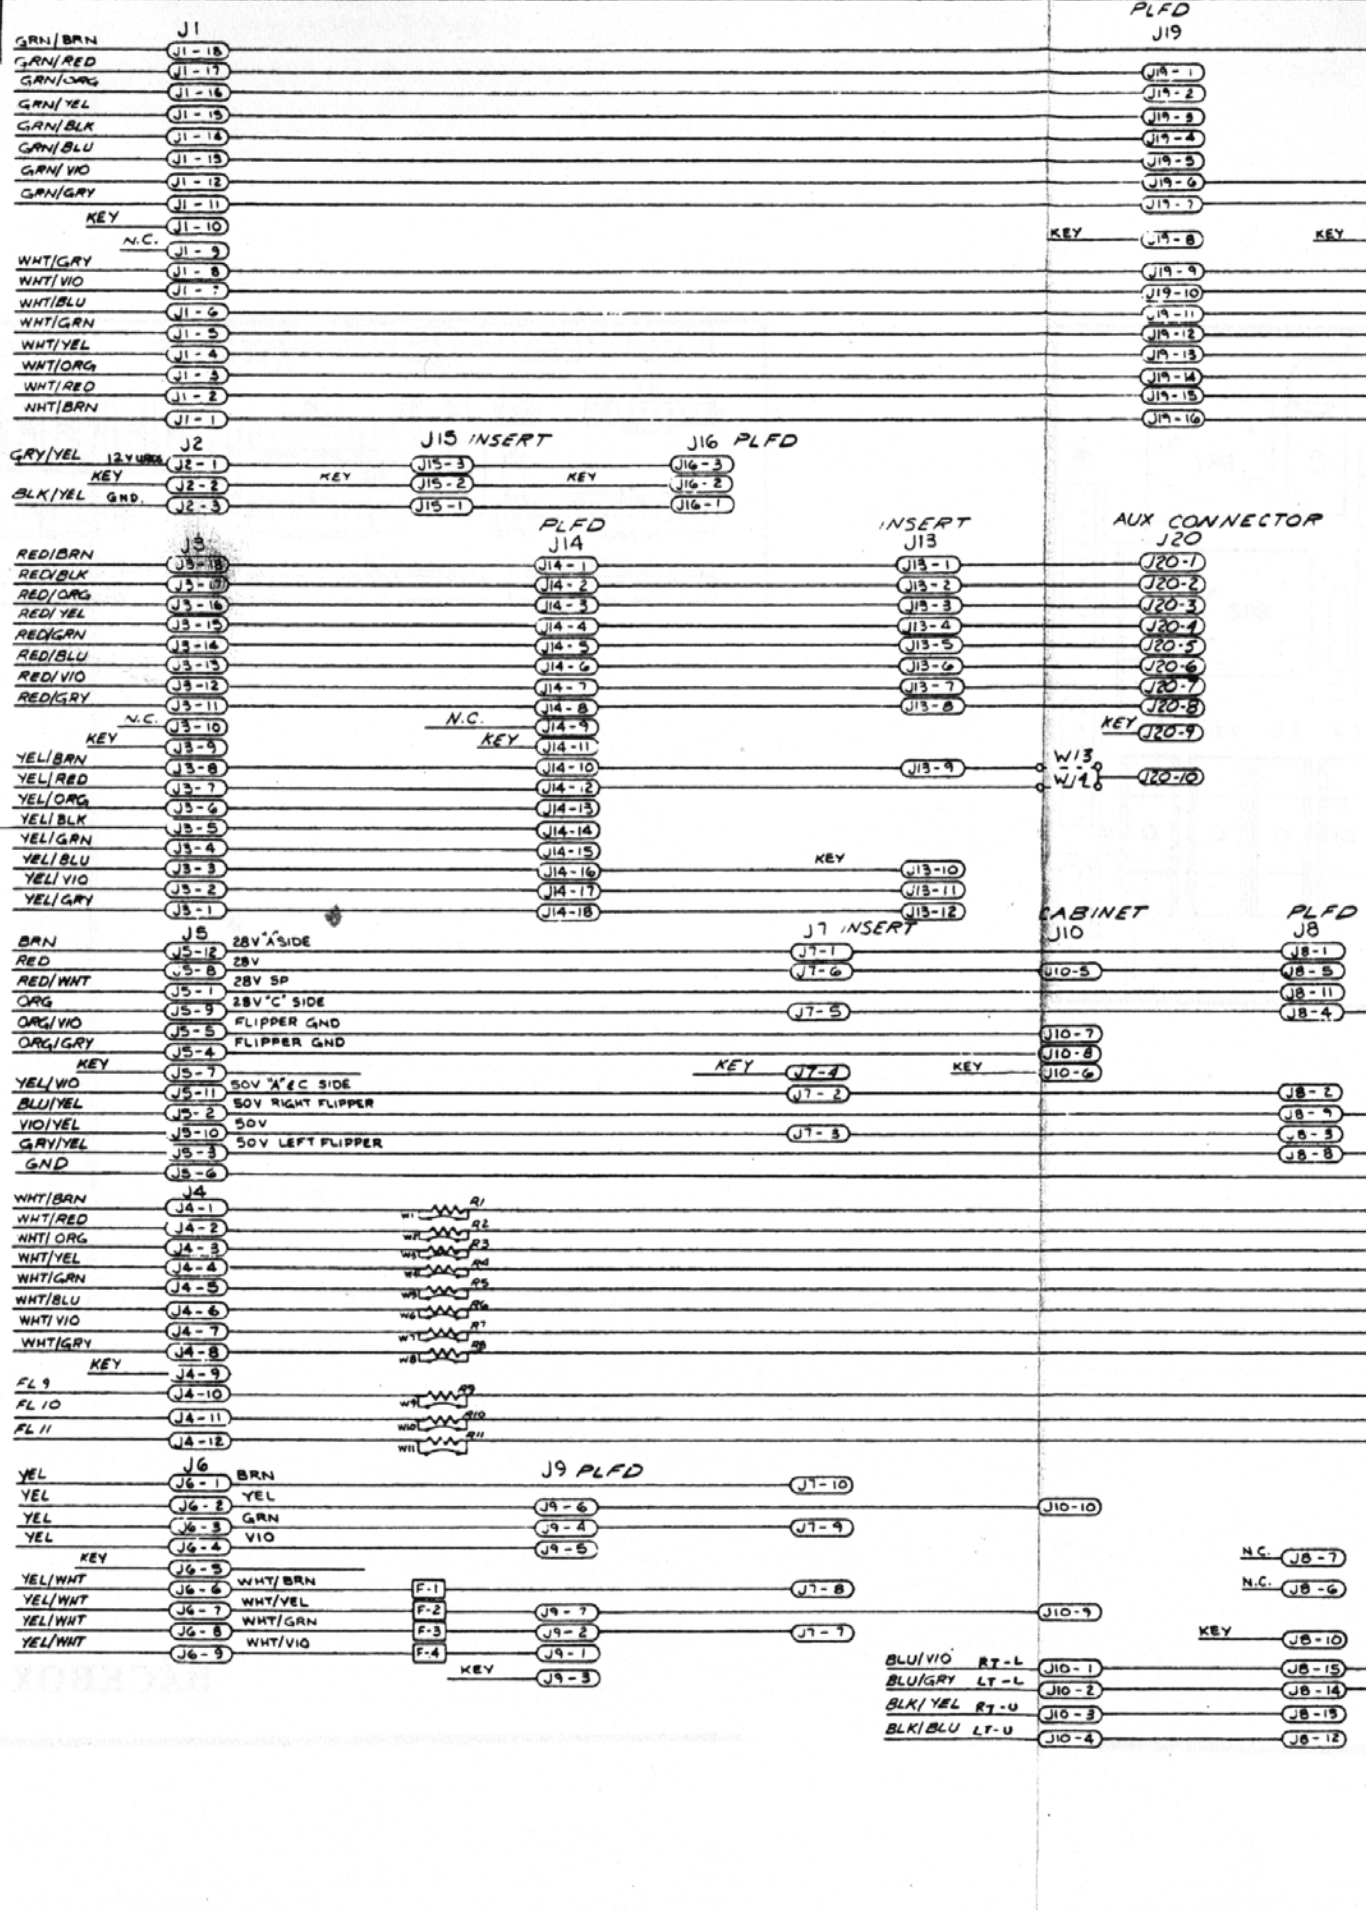 PLFD
J1 J19
GRN/BRN J1-18
GRN/RED J1-17 J19-1
GRN/ORG J1-16 J19-2
GRN/YEL J1-15 J19-3
GRN/BLK J1-14 J19-4
GRN/BLU J1-13 J19-5
GRN/VIO J1-12 J19-6
GRN/GRY J1-11 J19-7
KEY J1-10 KEY J19-8 KEY
N.C. J1-9
WHT/GRY J1-8 J19-9
WHT/VIO J1-7 J19-10
WHT/BLU J1-6 J19-11
WHT/GRN J1-5 J19-12
WHT/YEL J1-4 J19-13
WHT/ORG J1-3 J19-14
WHT/RED J1-2 J19-15
WHT/BRN J1-1 J19-16
J2 J15 INSERT J16 PLFD
GRY/YEL J2-1 J15-3 J16-3
KEY J2-2 KEY J15-2 KEY J16-2
BLK/YEL GND. J2-3 J15-1 J16-1
PLFD INSERT AUX CONNECTOR
J3 J14 J13 J20
RED/BRN J3-18 J14-1 J13-1 J20-1
RED/BLK J3-17 J14-2 J13-2 J20-2
RED/ORG J3-16 J14-3 J13-3 J20-3
RED/YEL J3-15 J14-4 J13-4 J20-4
RED/GRN J3-14 J14-5 J13-5 J20-5
RED/BLU J3-13 J14-6 J13-6 J20-6
RED/VIO J3-12 J14-7 J13-7 J20-7
RED/GRY J3-11 J14-8 J13-8 J20-8
N.C. J3-10 N.C. J14-9 KEY J20-9
KEY J3-9 KEY J14-11
YEL/BRN J3-8 J14-10 J13-9 W13
YEL/RED J3-7 J14-12 W14 J20-10
YEL/ORG J3-6 J14-13
YEL/BLK J3-5 J14-14
YEL/GRN J3-4 J14-15
YEL/BLU J3-3 J14-16 KEY J13-10
YEL/VIO J3-2 J14-17 J13-11
YEL/GRY J3-1 J14-18 J13-12
J5 J7 INSERT CABINET J10 PLFD J8
BRN J5-12 28V "A" SIDE J7-1 J8-1
RED J5-8 28V J7-6 J10-5 J8-5
RED/WHT J5-1 28V SP J8-11
ORG J5-9 28V "C" SIDE J7-5 J8-4
ORG/VIO J5-5 FLIPPER GND J10-7
ORG/GRY J5-4 FLIPPER GND J10-8
KEY J5-7 KEY J7-4 KEY J10-6
YEL/VIO J5-11 50V "A" & C SIDE J7-2 J8-2
BLU/YEL J5-2 50V RIGHT FLIPPER J8-9
VIO/YEL J5-10 50V J7-3 J8-3
GRY/YEL J5-3 50V LEFT FLIPPER J8-8
GND J5-6
J4
WHT/BRN J4-1 W1 R1
WHT/RED J4-2 W2 R2
WHT/ORG J4-3 W3 R3
WHT/YEL J4-4 W4 R4
WHT/GRN J4-5 W5 R5
WHT/BLU J4-6 W6 R6
WHT/VIO J4-7 W7 R7
WHT/GRY J4-8 W8 R8
KEY J4-9
FL 9 J4-10 W9 R9
FL 10 J4-11 W10 R10
FL 11 J4-12 W11 R11
J6 J9 PLFD
YEL J6-1 BRN J7-10
YEL J6-2 YEL J9-6 J10-10
YEL J6-3 GRN J9-4 J7-9
YEL J6-4 VIO J9-5
KEY J6-5 N.C. J8-7
YEL/WHT J6-6 WHT/BRN F-1 J7-8 N.C. J8-6
YEL/WHT J6-7 WHT/YEL F-2 J9-7 J10-9
YEL/WHT J6-8 WHT/GRN F-3 J9-2 J7-7 KEY J8-10
YEL/WHT J6-9 WHT/VIO F-4 J9-1
KEY J9-3
BLU/VIO RT-L J10-1 J8-15
BLU/GRY LT-L J10-2 J8-14
BLK/YEL RT-U J10-3 J8-13
BLK/BLU LT-U J10-4 J8-12